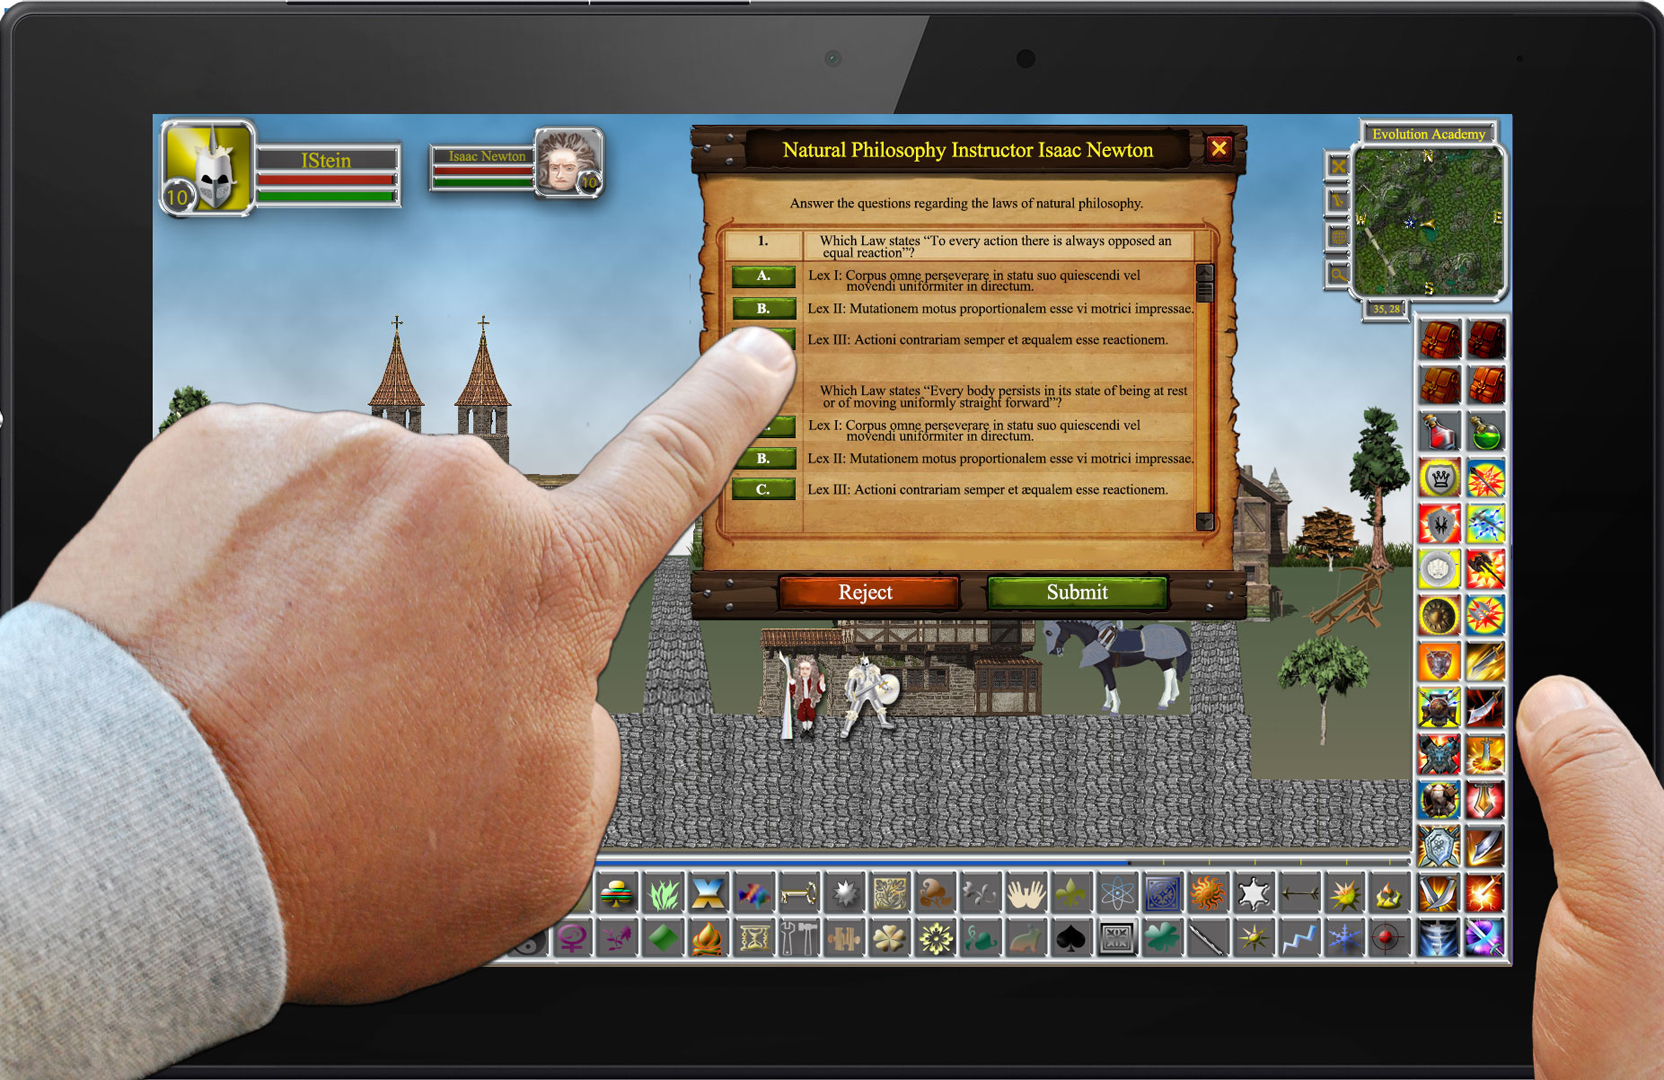 IStein
10
Isaac Newton
10
Natural Philosophy Instructor Isaac Newton
Answer the questions regarding the laws of natural philosophy.
1. Which Law states “To every action there is always opposed an
equal reaction”?
A. Lex I: Corpus omne perseverare in statu suo quiescendi vel
movendi uniformiter in directum.
B. Lex II: Mutationem motus proportionalem esse vi motrici impressae.
Lex III: Actioni contrariam semper et æqualem esse reactionem.
Which Law states “Every body persists in its state of being at rest
or of moving uniformly straight forward”?
Lex I: Corpus omne perseverare in statu suo quiescendi vel
movendi uniformiter in directum.
B. Lex II: Mutationem motus proportionalem esse vi motrici impressae.
C. Lex III: Actioni contrariam semper et æqualem esse reactionem.
Reject
Submit
Evolution Academy
N
W
E
S
35, 28